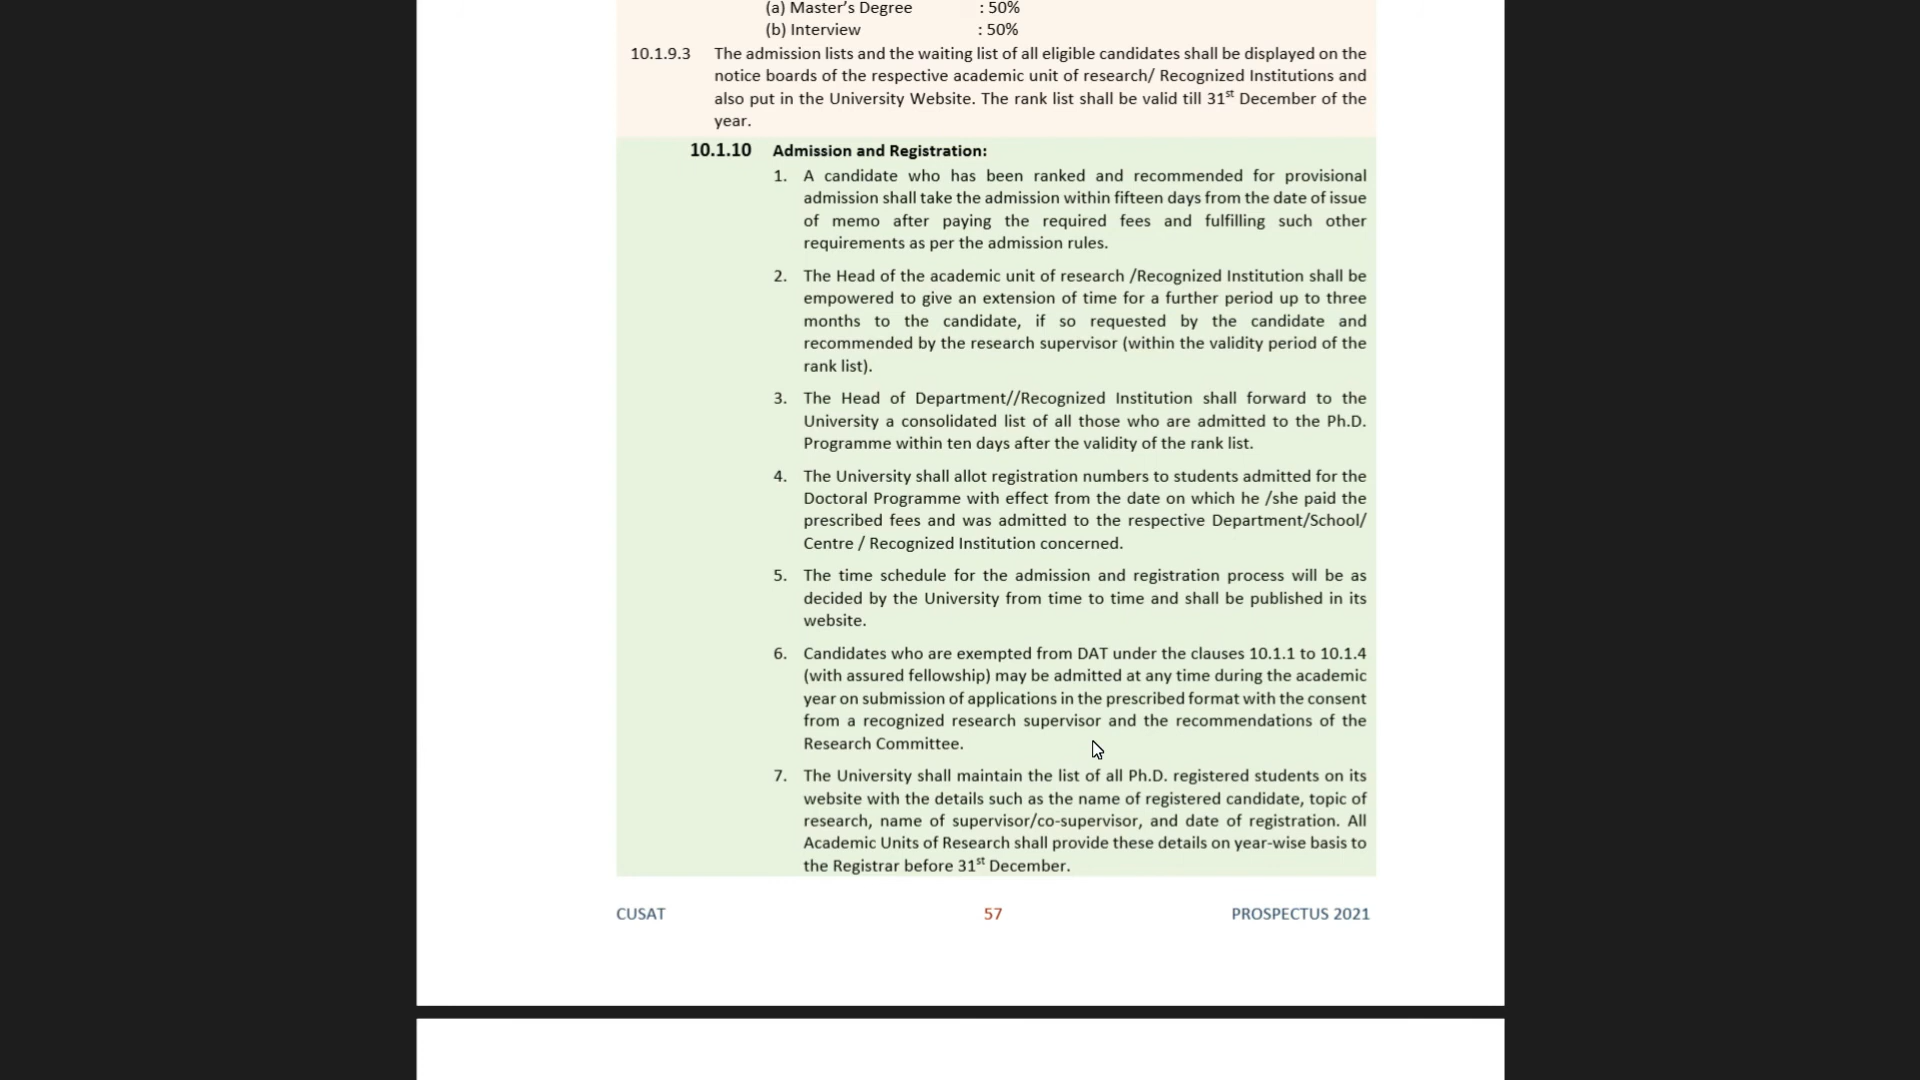 (a) Master’s Degree : 50%
(b) Interview : 50%
10.1.9.3 The admission lists and the waiting list of all eligible candidates shall be displayed on the
notice boards of the respective academic unit of research/ Recognized Institutions and
also put in the University Website. The rank list shall be valid till 31st December of the
year.
10.1.10 Admission and Registration:
1. A candidate who has been ranked and recommended for provisional
admission shall take the admission within fifteen days from the date of issue
of memo after paying the required fees and fulfilling such other
requirements as per the admission rules.
2. The Head of the academic unit of research /Recognized Institution shall be
empowered to give an extension of time for a further period up to three
months to the candidate, if so requested by the candidate and
recommended by the research supervisor (within the validity period of the
rank list).
3. The Head of Department//Recognized Institution shall forward to the
University a consolidated list of all those who are admitted to the Ph.D.
Programme within ten days after the validity of the rank list.
4. The University shall allot registration numbers to students admitted for the
Doctoral Programme with effect from the date on which he /she paid the
prescribed fees and was admitted to the respective Department/School/
Centre / Recognized Institution concerned.
5. The time schedule for the admission and registration process will be as
decided by the University from time to time and shall be published in its
website.
6. Candidates who are exempted from DAT under the clauses 10.1.1 to 10.1.4
(with assured fellowship) may be admitted at any time during the academic
year on submission of applications in the prescribed format with the consent
from a recognized research supervisor and the recommendations of the
Research Committee.
7. The University shall maintain the list of all Ph.D. registered students on its
website with the details such as the name of registered candidate, topic of
research, name of supervisor/co-supervisor, and date of registration. All
Academic Units of Research shall provide these details on year-wise basis to
the Registrar before 31st December.
CUSAT 57 PROSPECTUS 2021